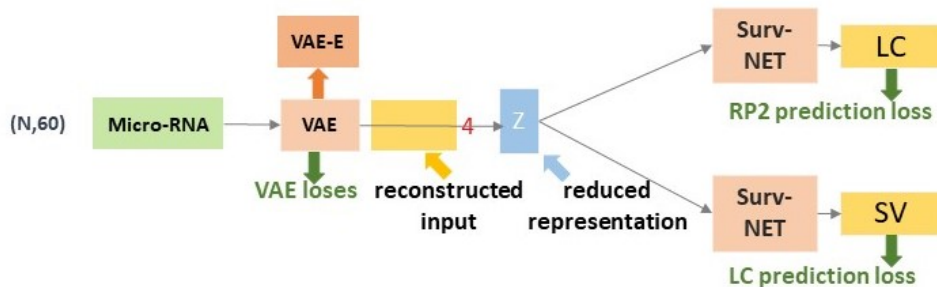 VAE-E
(N,60)
Micro-RNA
VAE
4
Z
VAE loses
reconstructed
input
reduced
representation
Surv-
NET
LC
RP2 prediction loss
Surv-
NET
SV
LC prediction loss